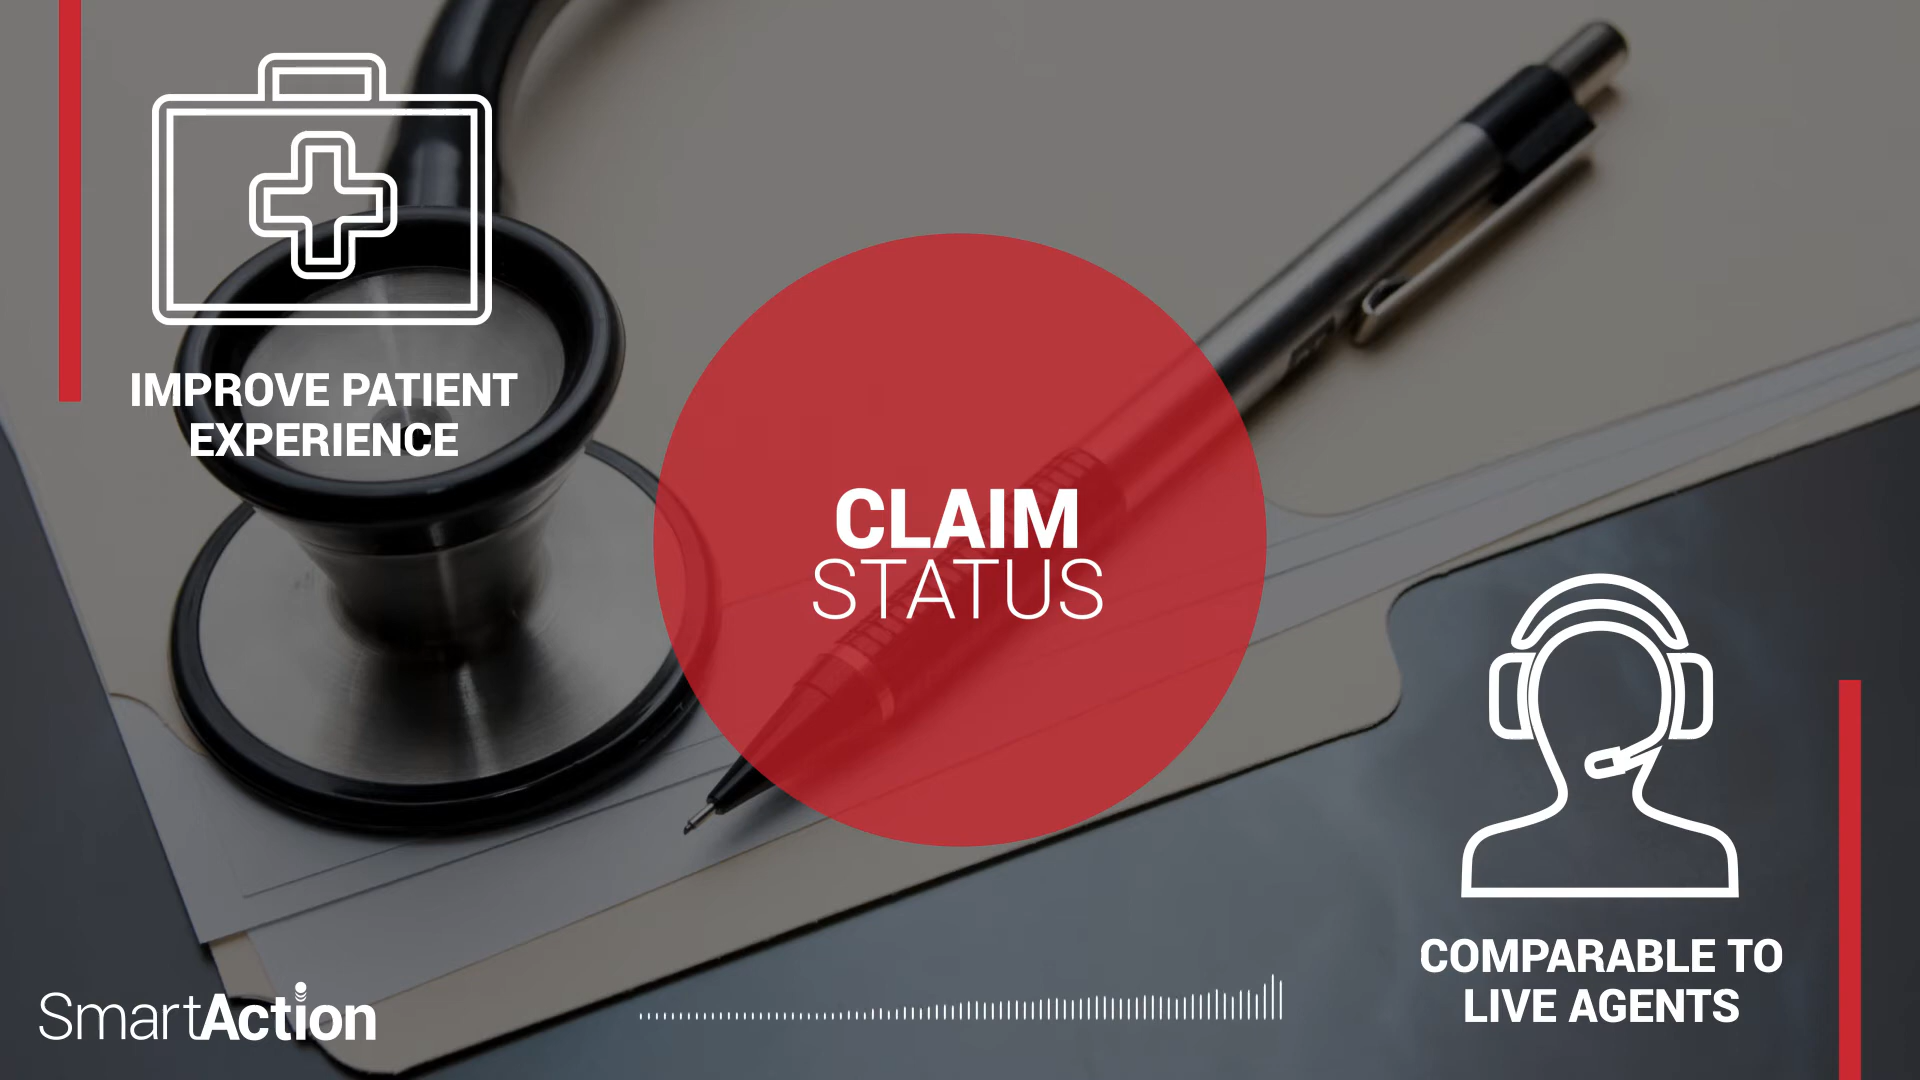 IMPROVE PATIENT
EXPERIENCE
CLAIM
STATUS
COMPARABLE TO
LIVE AGENTS
SmartAction